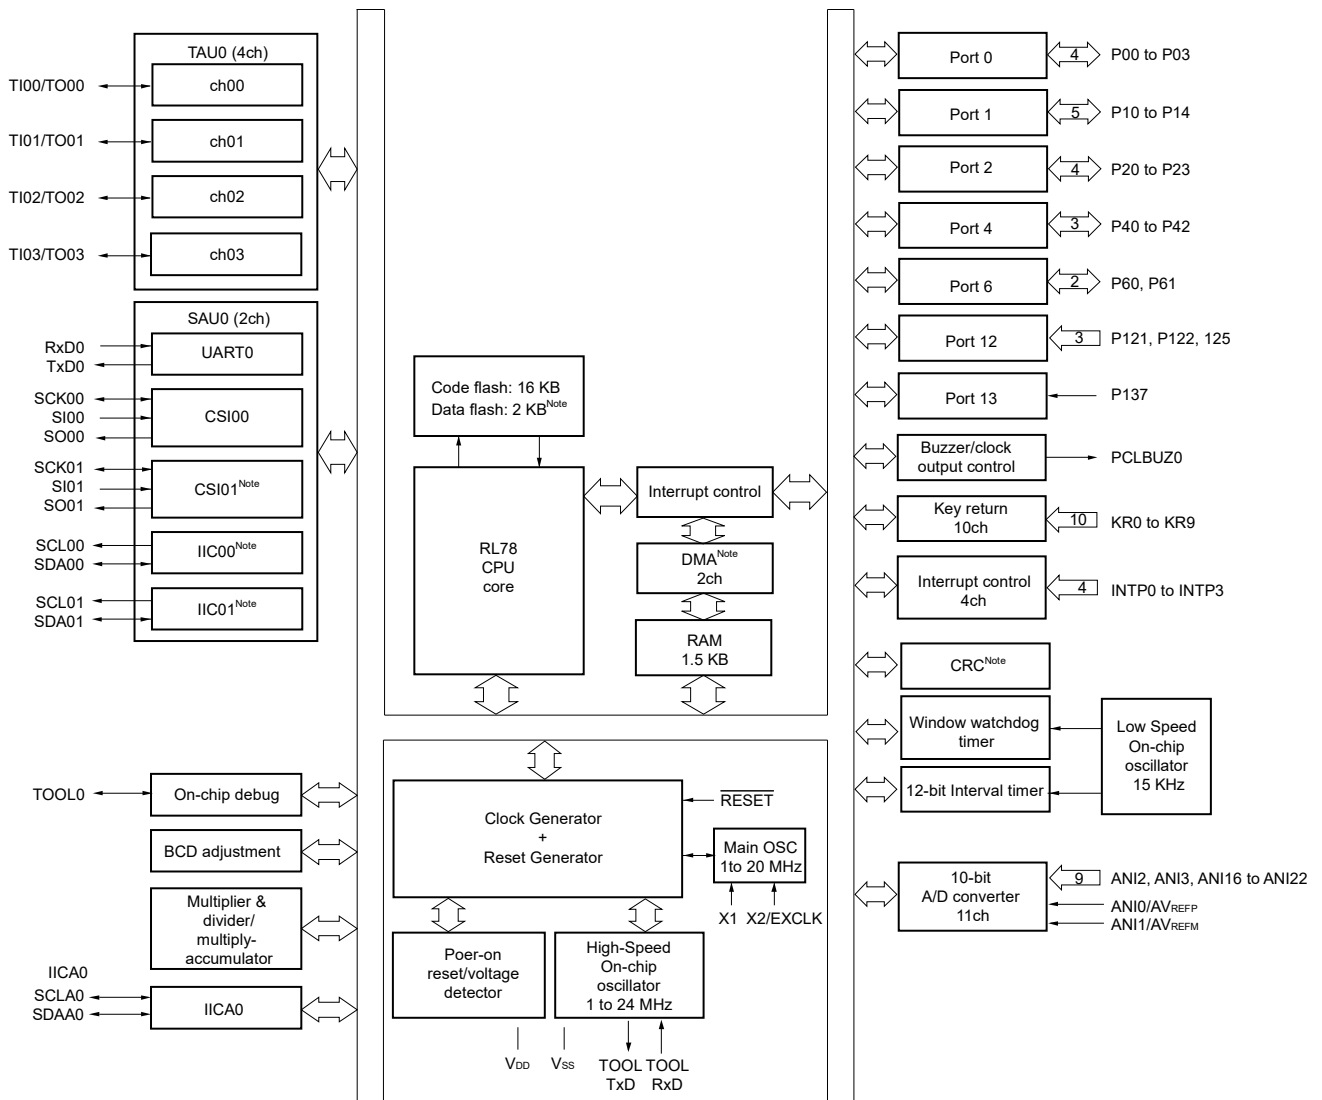 TAU0 (4ch)
TI00/TO00
ch00
TI01/TO01
ch01
TI02/TO02
ch02
TI03/TO03
ch03
SAU0 (2ch)
RxD0
TxD0
UART0
SCK00
SI00
SO00
CSI00
SCK01
SI01
SO01
CSI01Note
SCL00
SDA00
IIC00Note
SCL01
SDA01
IIC01Note
TOOL0
On-chip debug
BCD adjustment
Multiplier &
divider/
multiply-
accumulator
IICA0
SCLA0
SDAA0
IICA0
Code flash: 16 KB
Data flash: 2 KBNote
RL78
CPU
core
Interrupt control
DMANote
2ch
RAM
1.5 KB
Clock Generator
+
Reset Generator
RESET
Main OSC
1to 20 MHz
X1 X2/EXCLK
Poer-on
reset/voltage
detector
High-Speed
On-chip
oscillator
1 to 24 MHz
VDD
VSS
TOOL
TxD
TOOL
RxD
Port 0
4
P00 to P03
Port 1
5
P10 to P14
Port 2
4
P20 to P23
Port 4
3
P40 to P42
Port 6
2
P60, P61
Port 12
3
P121, P122, 125
Port 13
P137
Buzzer/clock
output control
PCLBUZ0
Key return
10ch
10
KR0 to KR9
Interrupt control
4ch
4
INTP0 to INTP3
CRCNote
Window watchdog
timer
12-bit Interval timer
Low Speed
On-chip
oscillator
15 KHz
10-bit
A/D converter
11ch
9
ANI2, ANI3, ANI16 to ANI22
ANI0/AVREFP
ANI1/AVREFM